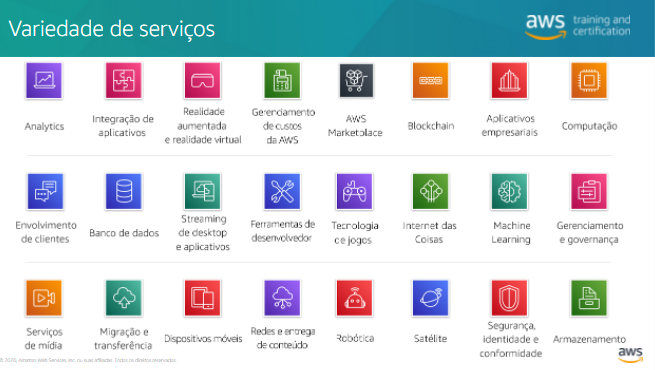 Variedade de serviços
aws training and
certification
Analytics
Integração de
aplicativos
Realidade
aumentada
e realidade virtual
Gerenciamento
de custos
da AWS
AWS
Marketplace
Blockchain
Aplicativos
empresariais
Computação
Envolvimento
de clientes
Banco de dados
Streaming
de desktop
e aplicativos
Ferramentas de
desenvolvedor
Tecnologia
de jogos
Internet das
Coisas
Machine
Learning
Gerenciamento
e governança
Serviços
de mídia
Migração e
transferência
Dispositivos móveis
Redes e entrega
de conteúdo
Robótica
Satélite
Segurança,
identidade e
conformidade
Armazenamento
© 2020, Amazon Web Services, Inc. ou suas afiliadas. Todos os direitos reservados.
aws